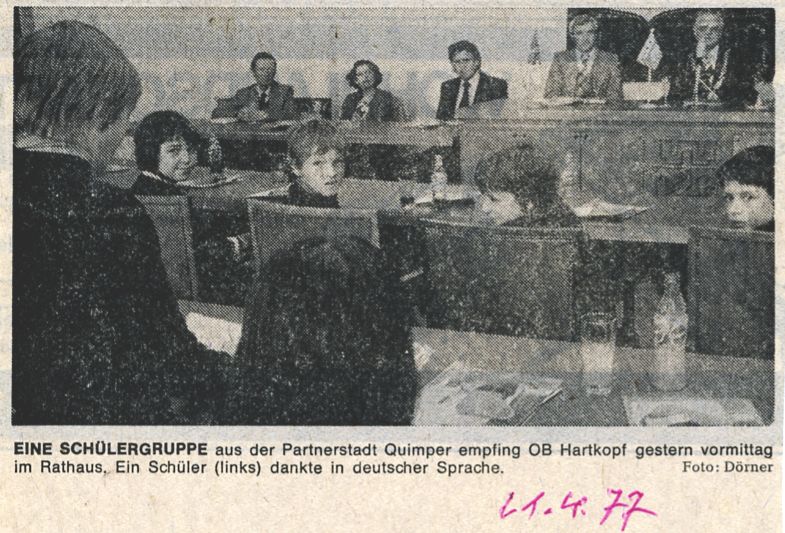 EINE SCHÜLERGRUPPE aus der Partnerstadt Quimper empfing OB Hartkopf gestern vormittag
im Rathaus. Ein Schüler (links) dankte in deutscher Sprache.
Foto: Dörner
21.4.77